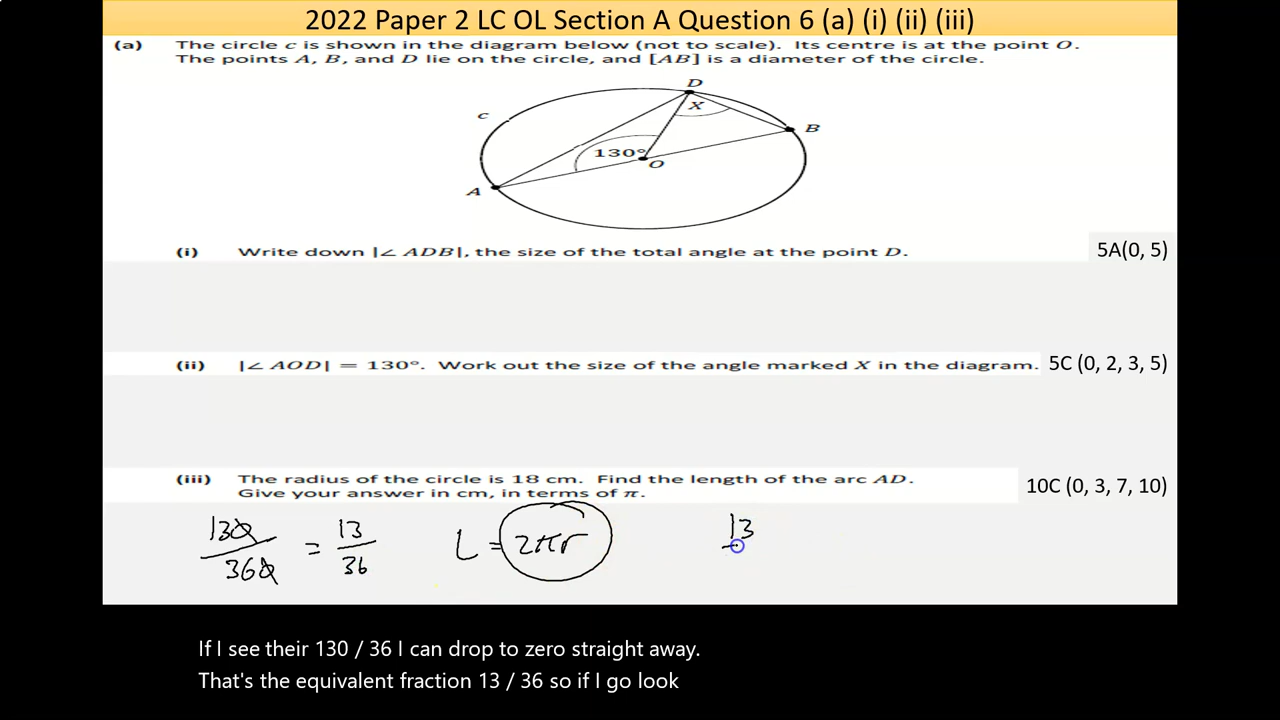 2022 Paper 2 LC OL Section A Question 6 (a) (i) (ii) (iii)
(a) The circle c is shown in the diagram below (not to scale). Its centre is at the point O.
The points A, B, and D lie on the circle, and [AB] is a diameter of the circle.
D
c
X
B
130°
O
A
(i) Write down |∠ ADB|, the size of the total angle at the point D.
5A(0, 5)
(ii) |∠ AOD| = 130°. Work out the size of the angle marked X in the diagram.
5C (0, 2, 3, 5)
(iii) The radius of the circle is 18 cm. Find the length of the arc AD.
Give your answer in cm, in terms of π.
10C (0, 3, 7, 10)
130/360 = 13/36 L = 2πr 13
If I see their 130 / 36 I can drop to zero straight away.
That's the equivalent fraction 13 / 36 so if I go look